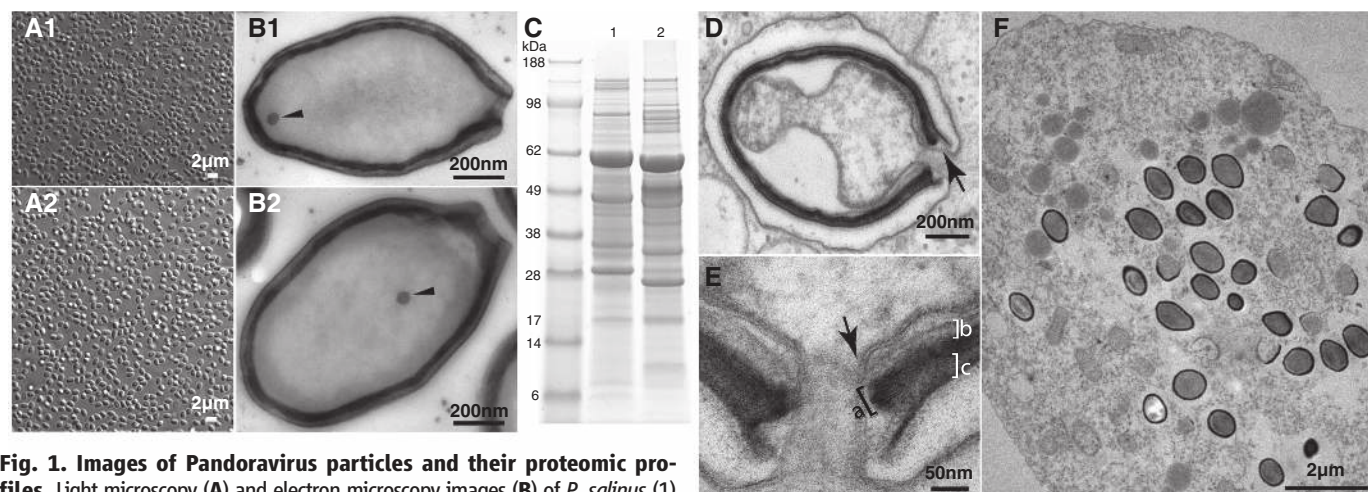 A1
2µm
A2
2µm
B1
200nm
B2
200nm
C
1 2
kDa
188
98
62
49
38
28
17
14
6
D
200nm
E
b
c
a
50nm
F
2µm
Fig. 1. Images of Pandoravirus particles and their proteomic pro-
files. Light microscopy (A) and electron microscopy images (B) of P. salinus (1)